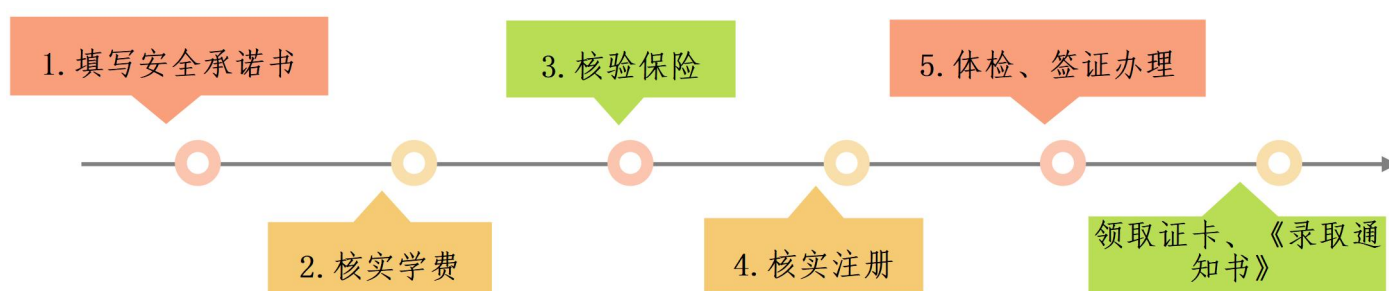 1.填写安全承诺书
2.核实学费
3.核验保险
4.核实注册
5.体检、签证办理
领取证卡、《录取通
知书》